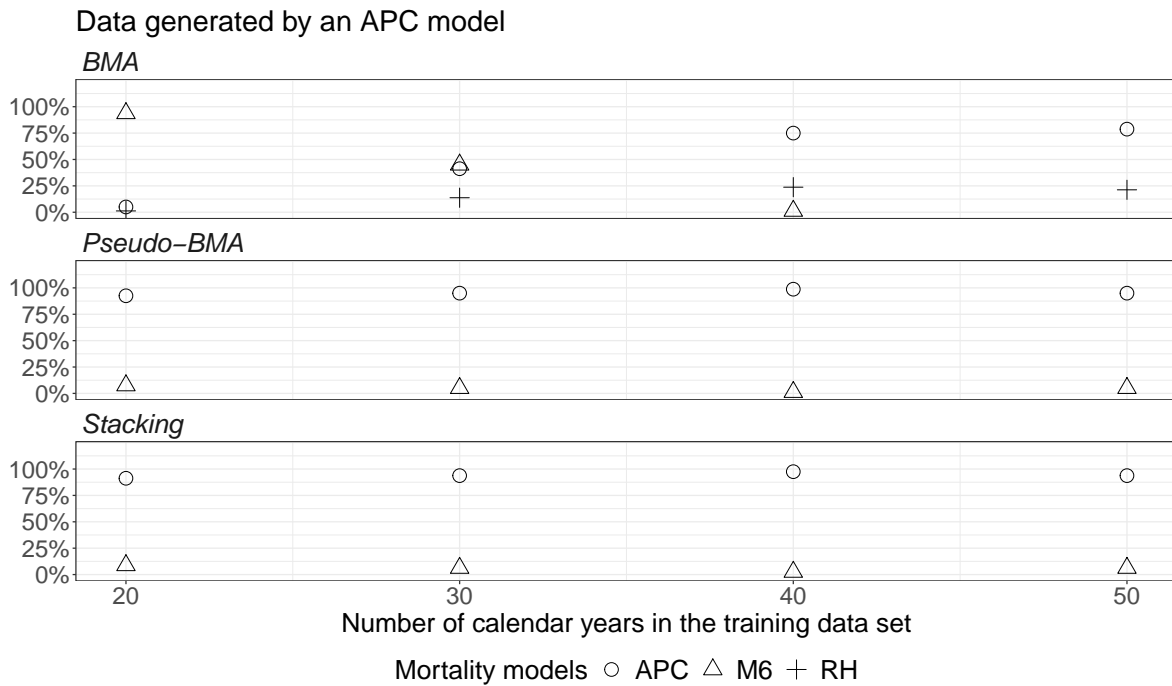 Data generated by an APC model
BMA
100%
75%
50%
25%
0%
Pseudo−BMA
100%
75%
50%
25%
0%
Stacking
100%
75%
50%
25%
0%
20 30 40 50
Number of calendar years in the training data set
Mortality models APC M6 RH